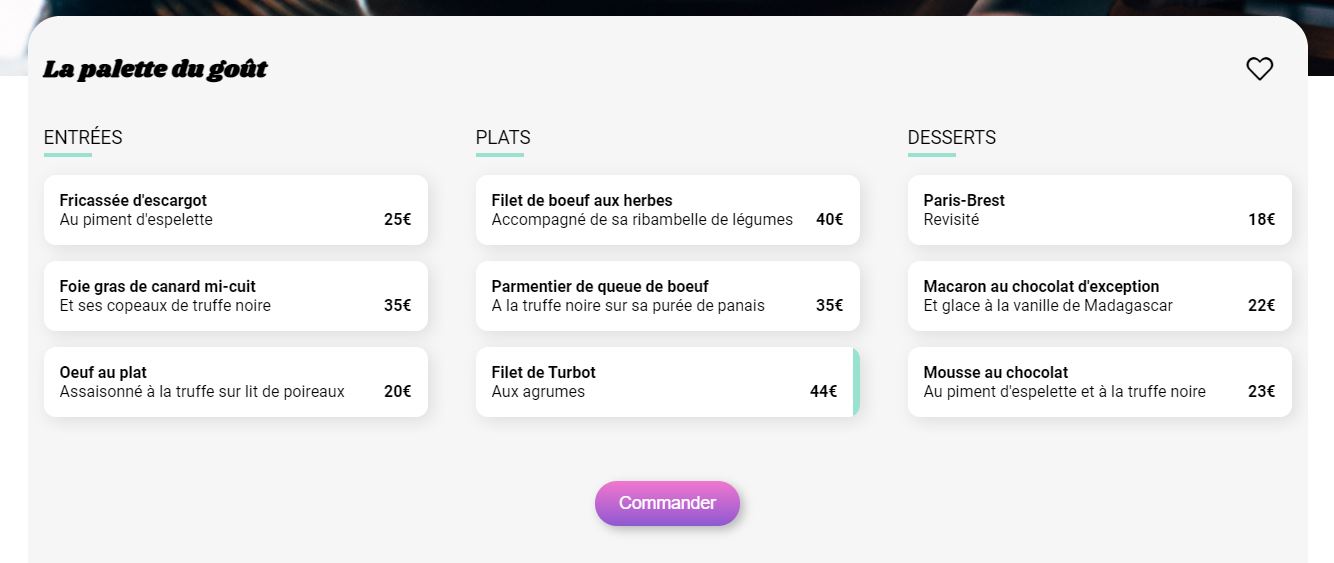 La palette du goût
ENTRÉES
Fricassée d'escargot
Au piment d'espelette 25€
Foie gras de canard mi-cuit
Et ses copeaux de truffe noire 35€
Oeuf au plat
Assaisonné à la truffe sur lit de poireaux 20€
PLATS
Filet de boeuf aux herbes
Accompagné de sa ribambelle de légumes 40€
Parmentier de queue de boeuf
A la truffe noire sur sa purée de panais 35€
Filet de Turbot
Aux agrumes 44€
DESSERTS
Paris-Brest
Revisité 18€
Macaron au chocolat d'exception
Et glace à la vanille de Madagascar 22€
Mousse au chocolat
Au piment d'espelette et à la truffe noire 23€
Commander